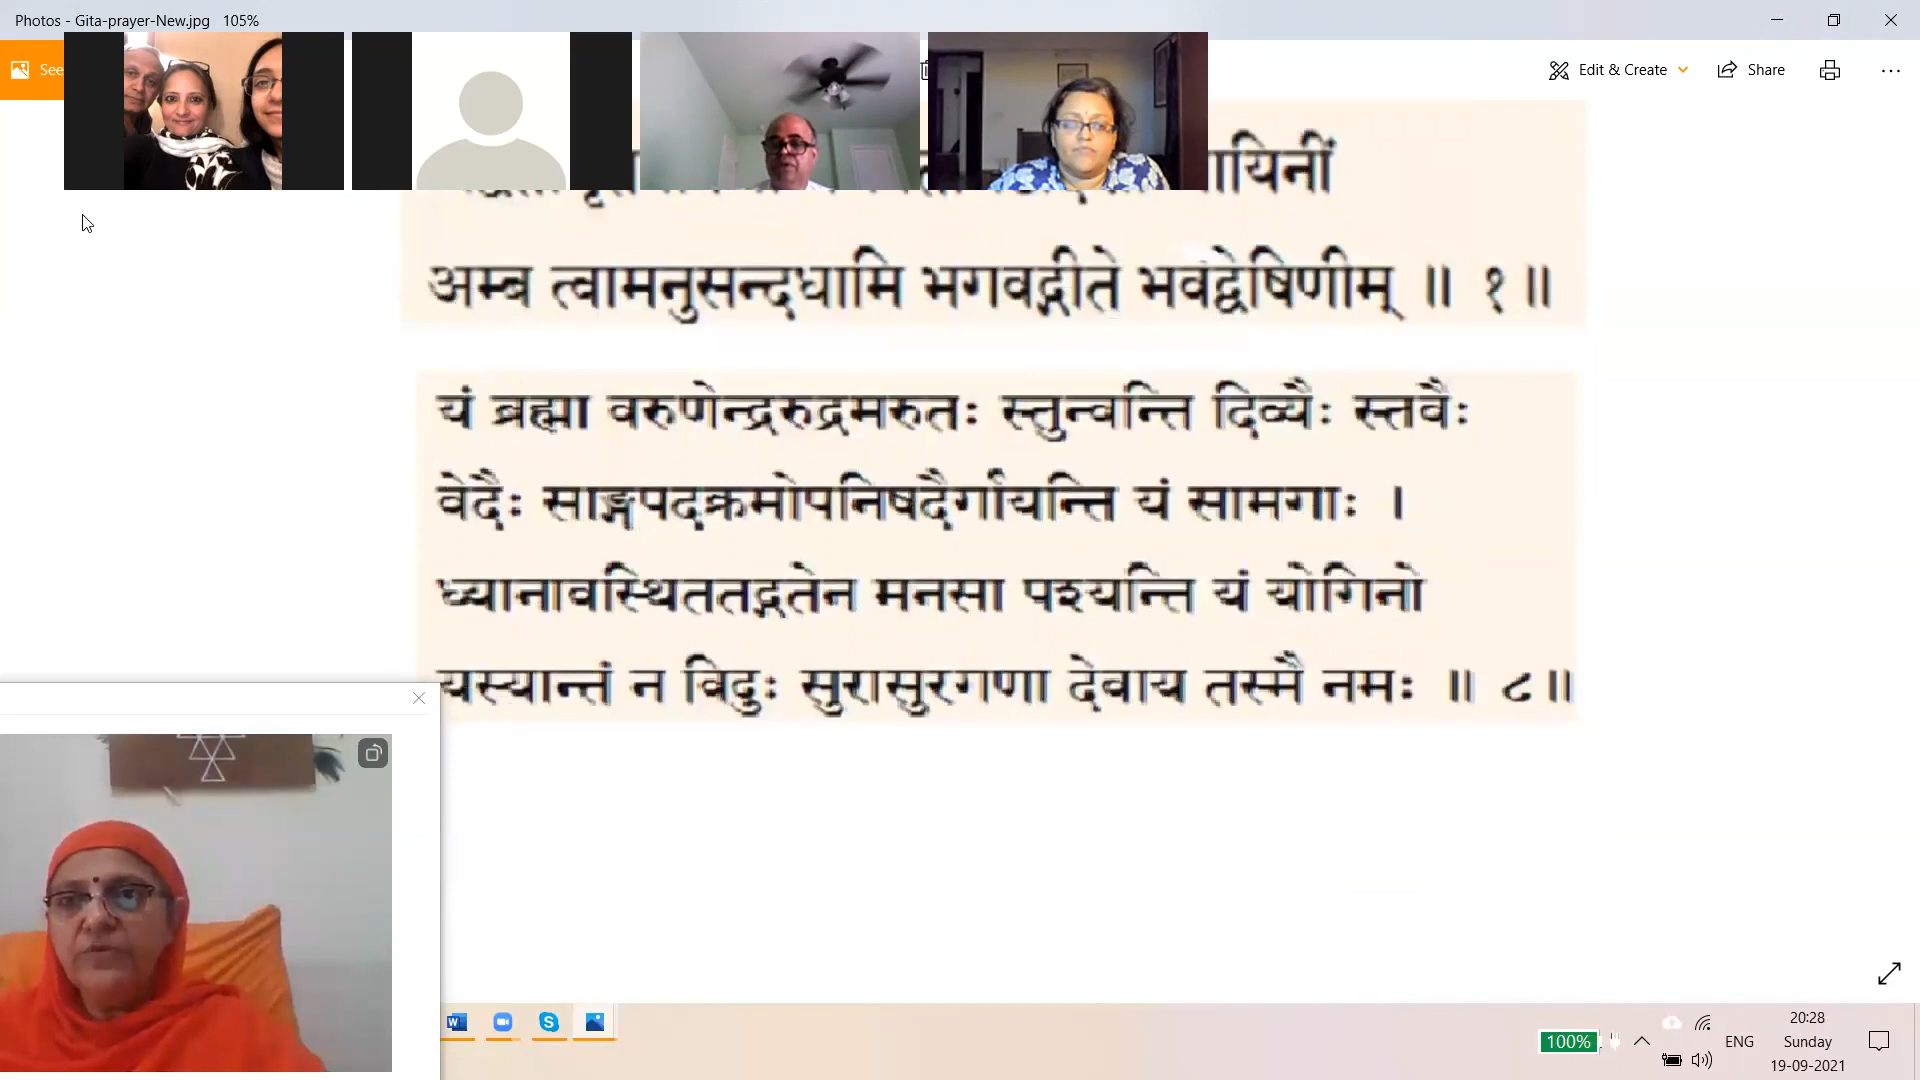 Photos - Gita-prayer-New.jpg 105%
See
Edit & Create
Share
अम्ब त्वामनुसन्दधामि भगवद्गीते भवद्वेषिणीम् ॥ १॥
यं ब्रह्मा वरुणेन्द्ररुद्रमरुतः स्तुन्वन्ति दिव्यैः स्तवैः
वेदैः साङ्गपदक्रमोपनिषदैर्गायन्ति यं सामगाः ।
ध्यानावस्थिततद्गतेन मनसा पश्यन्ति यं योगिनो
यस्यान्तं न विदुः सुरासुरगणा देवाय तस्मै नमः ॥ ८॥
100%
ENG
20:28
Sunday
19-09-2021